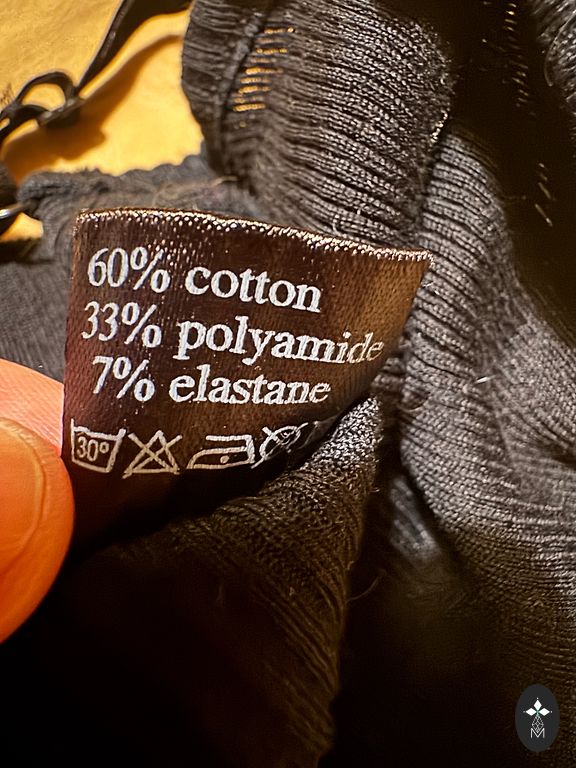 60% cotton
33% polyamide
7% elastane
30°